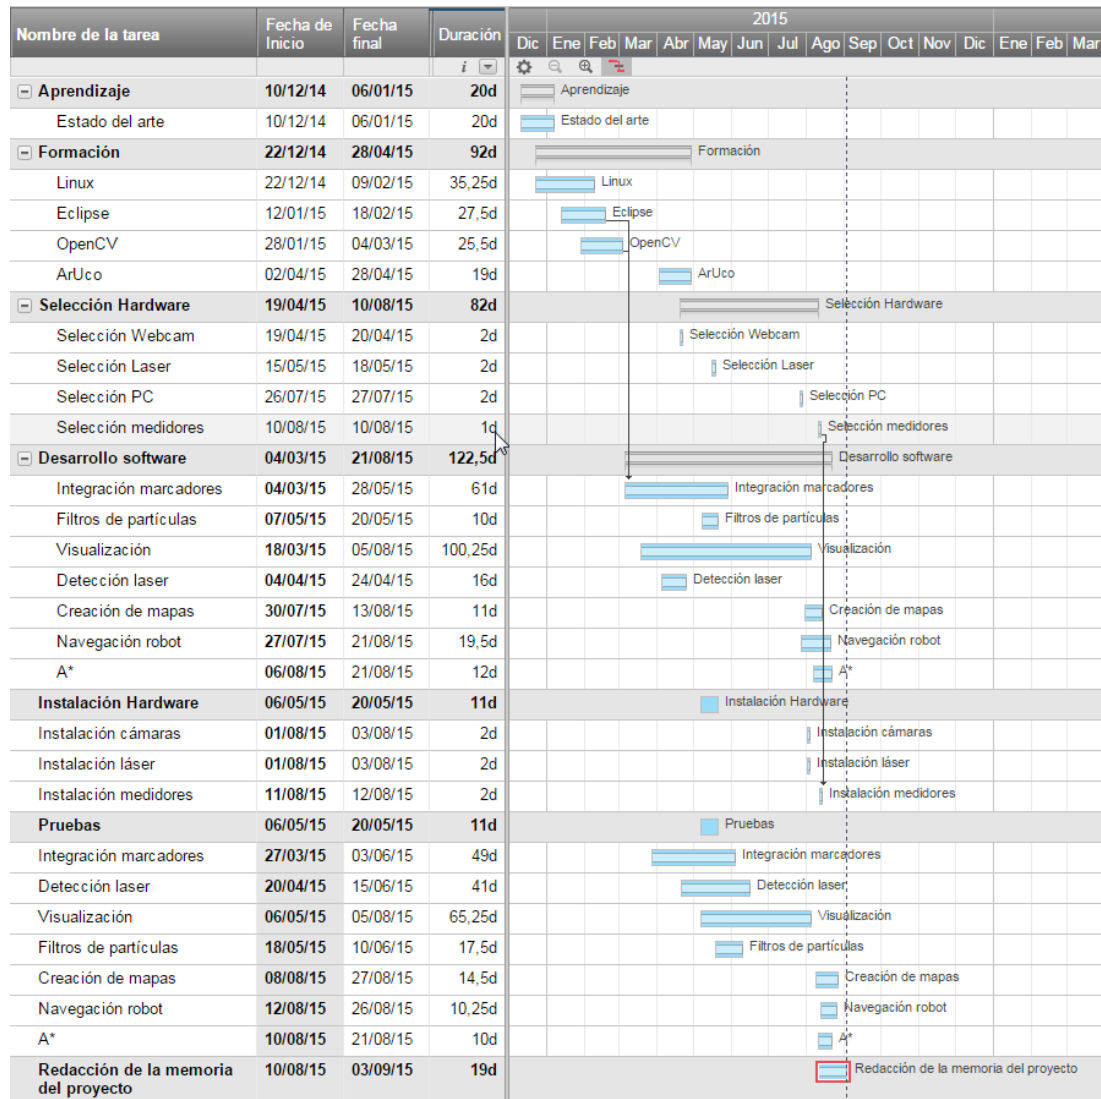 Nombre de la tarea Fecha de Inicio Fecha final Duración 2015
Dic Ene Feb Mar Abr May Jun Jul Ago Sep Oct Nov Dic Ene Feb Mar
i
Aprendizaje 10/12/14 06/01/15 20d Aprendizaje
Estado del arte 10/12/14 06/01/15 20d Estado del arte
Formación 22/12/14 28/04/15 92d Formación
Linux 22/12/14 09/02/15 35,25d Linux
Eclipse 12/01/15 18/02/15 27,5d Eclipse
OpenCV 28/01/15 04/03/15 25,5d OpenCV
ArUco 02/04/15 28/04/15 19d ArUco
Selección Hardware 19/04/15 10/08/15 82d Selección Hardware
Selección Webcam 19/04/15 20/04/15 2d Selección Webcam
Selección Laser 15/05/15 18/05/15 2d Selección Laser
Selección PC 26/07/15 27/07/15 2d Selección PC
Selección medidores 10/08/15 10/08/15 1d Selección medidores
Desarrollo software 04/03/15 21/08/15 122,5d Desarrollo software
Integración marcadores 04/03/15 28/05/15 61d Integración marcadores
Filtros de partículas 07/05/15 20/05/15 10d Filtros de partículas
Visualización 18/03/15 05/08/15 100,25d Visualización
Detección laser 04/04/15 24/04/15 16d Detección laser
Creación de mapas 30/07/15 13/08/15 11d Creación de mapas
Navegación robot 27/07/15 21/08/15 19,5d Navegación robot
A* 06/08/15 21/08/15 12d A*
Instalación Hardware 06/05/15 20/05/15 11d Instalación Hardware
Instalación cámaras 01/08/15 03/08/15 2d Instalación cámaras
Instalación láser 01/08/15 03/08/15 2d Instalación láser
Instalación medidores 11/08/15 12/08/15 2d Instalación medidores
Pruebas 06/05/15 20/05/15 11d Pruebas
Integración marcadores 27/03/15 03/06/15 49d Integración marcadores
Detección laser 20/04/15 15/06/15 41d Detección laser
Visualización 06/05/15 05/08/15 65,25d Visualización
Filtros de partículas 18/05/15 10/06/15 17,5d Filtros de partículas
Creación de mapas 08/08/15 27/08/15 14,5d Creación de mapas
Navegación robot 12/08/15 26/08/15 10,25d Navegación robot
A* 10/08/15 21/08/15 10d A*
Redacción de la memoria 10/08/15 03/09/15 19d Redacción de la memoria del proyecto
del proyecto